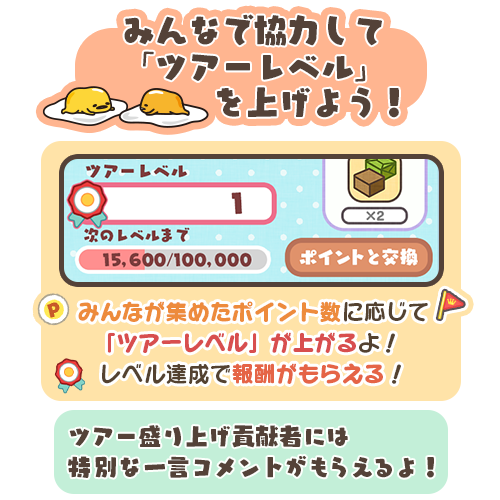 みんなで協力して
「ツアーレベル」
を上げよう！
ツアーレベル
1
×2
次のレベルまで
15,600/100,000
ポイントと交換
P
みんなが集めたポイント数に応じて
「ツアーレベル」が上がるよ！
レベル達成で報酬がもらえる！
ツアー盛り上げ貢献者には
特別な一言コメントがもらえるよ！